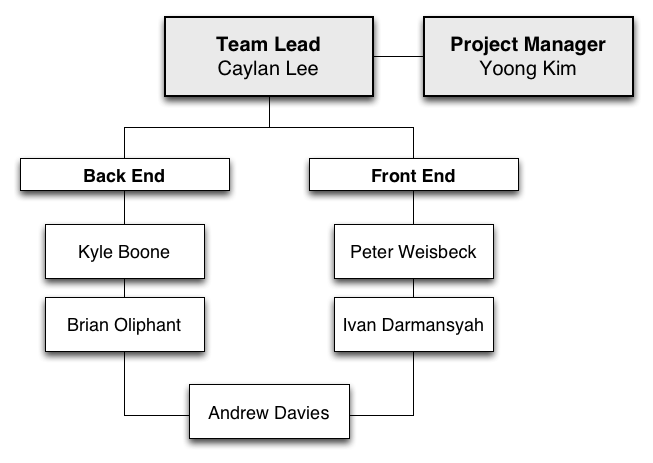 Team Lead
Caylan Lee
Project Manager
Yoong Kim
Back End
Front End
Kyle Boone
Peter Weisbeck
Brian Oliphant
Ivan Darmansyah
Andrew Davies